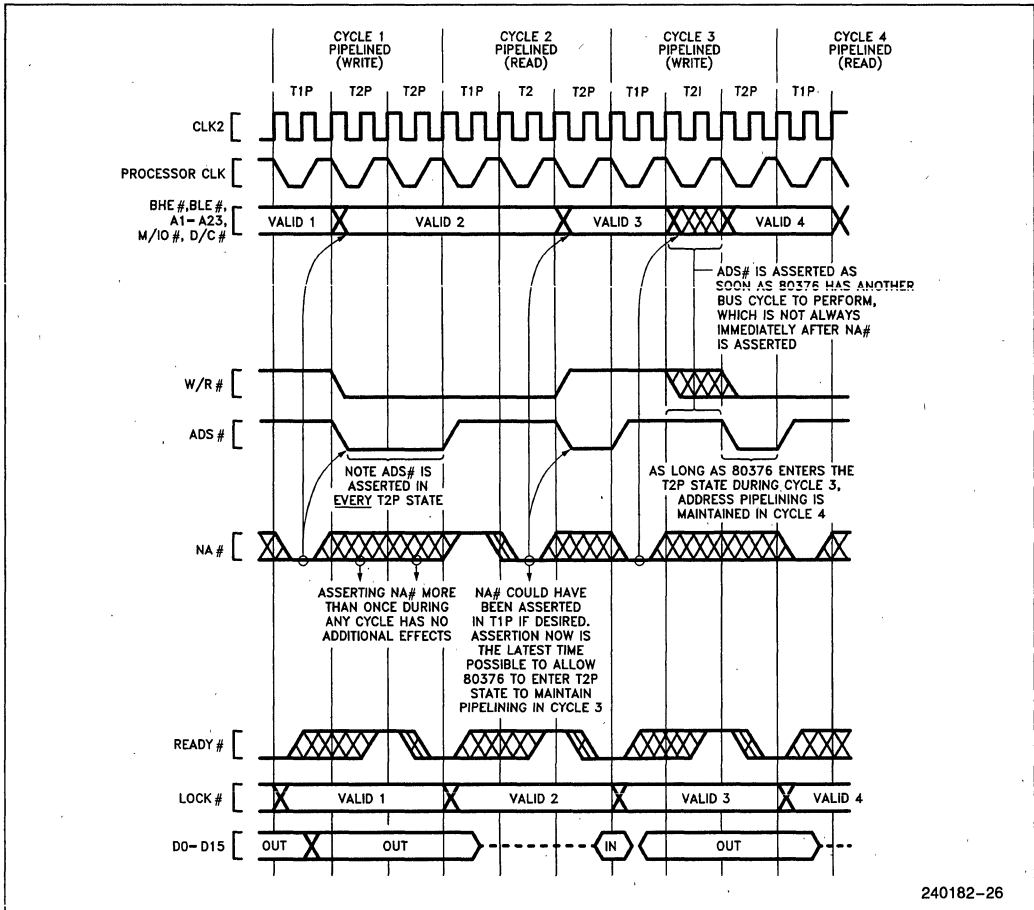 CYCLE 1
PIPELINED
(WRITE)
CYCLE 2
PIPELINED
(READ)
CYCLE 3
PIPELINED
(WRITE)
CYCLE 4
PIPELINED
(READ)
T1P T2P T2P T1P T2 T2P T1P T2I T2P T1P
CLK2
PROCESSOR CLK
BHE#,BLE#,
A1-A23,
M/IO#, D/C#
VALID 1 VALID 2 VALID 3 VALID 4
ADS# IS ASSERTED AS
SOON AS 80376 HAS ANOTHER
BUS CYCLE TO PERFORM,
WHICH IS NOT ALWAYS
IMMEDIATELY AFTER NA#
IS ASSERTED
W/R#
ADS#
NOTE ADS# IS
ASSERTED IN
EVERY T2P STATE
AS LONG AS 80376 ENTERS THE
T2P STATE DURING CYCLE 3,
ADDRESS PIPELINING IS
MAINTAINED IN CYCLE 4
NA#
ASSERTING NA# MORE
THAN ONCE DURING
ANY CYCLE HAS NO
ADDITIONAL EFFECTS
NA# COULD HAVE
BEEN ASSERTED
IN T1P IF DESIRED.
ASSERTION NOW IS
THE LATEST TIME
POSSIBLE TO ALLOW
80376 TO ENTER T2P
STATE TO MAINTAIN
PIPELINING IN CYCLE 3
READY#
LOCK#
VALID 1 VALID 2 VALID 3 VALID 4
D0-D15
OUT OUT IN OUT
240182-26